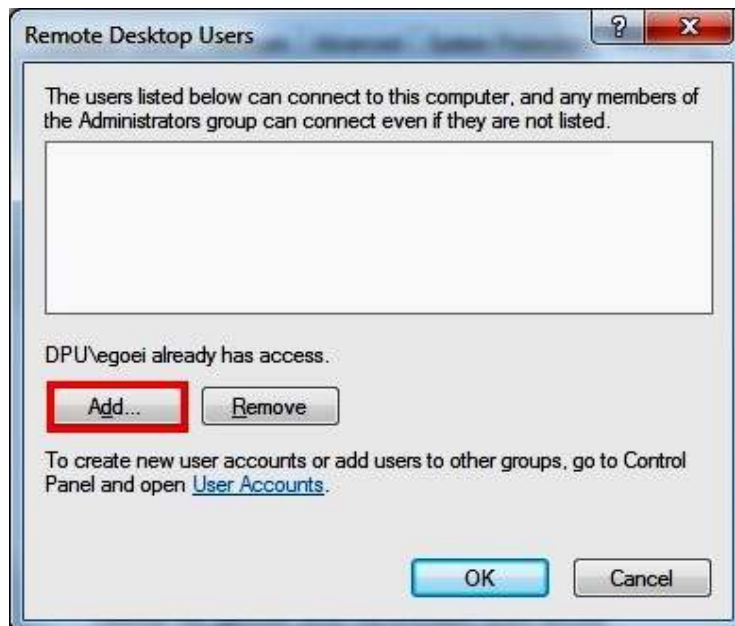 Remote Desktop Users
The users listed below can connect to this computer, and any members of
the Administrators group can connect even if they are not listed.
DPU\egoei already has access.
Add...
Remove
To create new user accounts or add users to other groups, go to Control
Panel and open User Accounts.
OK
Cancel